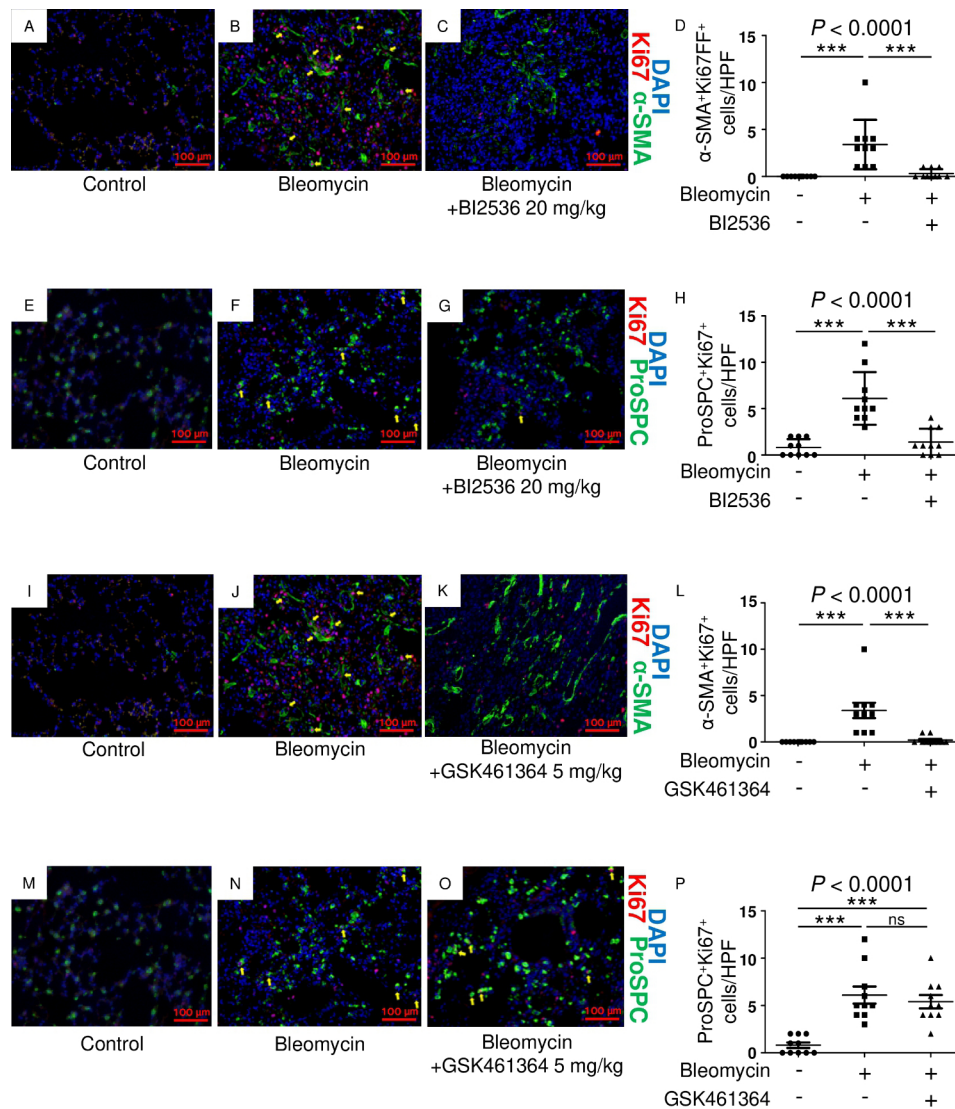 A
B
C
100 µm
100 µm
100 µm
Ki67 α-SMA
DAPI
Control
Bleomycin
Bleomycin
+BI2536 20 mg/kg
D
P < 0.0001
***
***
α-SMA⁺Ki67FF⁺
cells/HPF
15
10
5
0
Bleomycin - + +
BI2536 - - +
E
F
G
100 µm
100 µm
100 µm
Ki67 ProSPC
DAPI
Control
Bleomycin
Bleomycin
+BI2536 20 mg/kg
H
P < 0.0001
***
***
ProSPC⁺Ki67⁺
cells/HPF
15
10
5
0
Bleomycin - + +
BI2536 - - +
I
J
K
100 µm
100 µm
100 µm
Ki67 α-SMA
DAPI
Control
Bleomycin
Bleomycin
+GSK461364 5 mg/kg
L
P < 0.0001
***
***
α-SMA⁺Ki67⁺
cells/HPF
15
10
5
0
Bleomycin - + +
GSK461364 - - +
M
N
O
100 µm
100 µm
100 µm
Ki67 ProSPC
DAPI
Control
Bleomycin
Bleomycin
+GSK461364 5 mg/kg
P
P < 0.0001
***
***
ns
ProSPC⁺Ki67⁺
cells/HPF
15
10
5
0
Bleomycin - + +
GSK461364 - - +